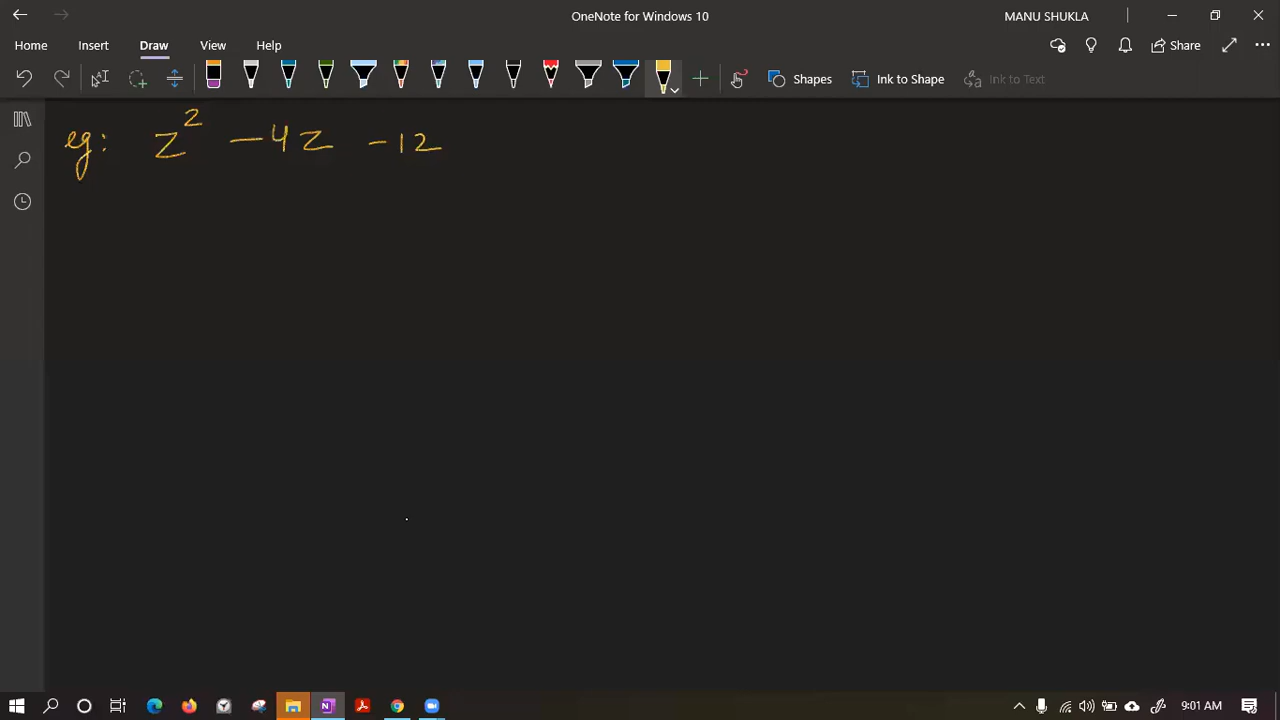 OneNote for Windows 10
MANU SHUKLA
Home Insert Draw View Help
Share
Shapes Ink to Shape Ink to Text
eg: z² - 4z - 12
9:01 AM